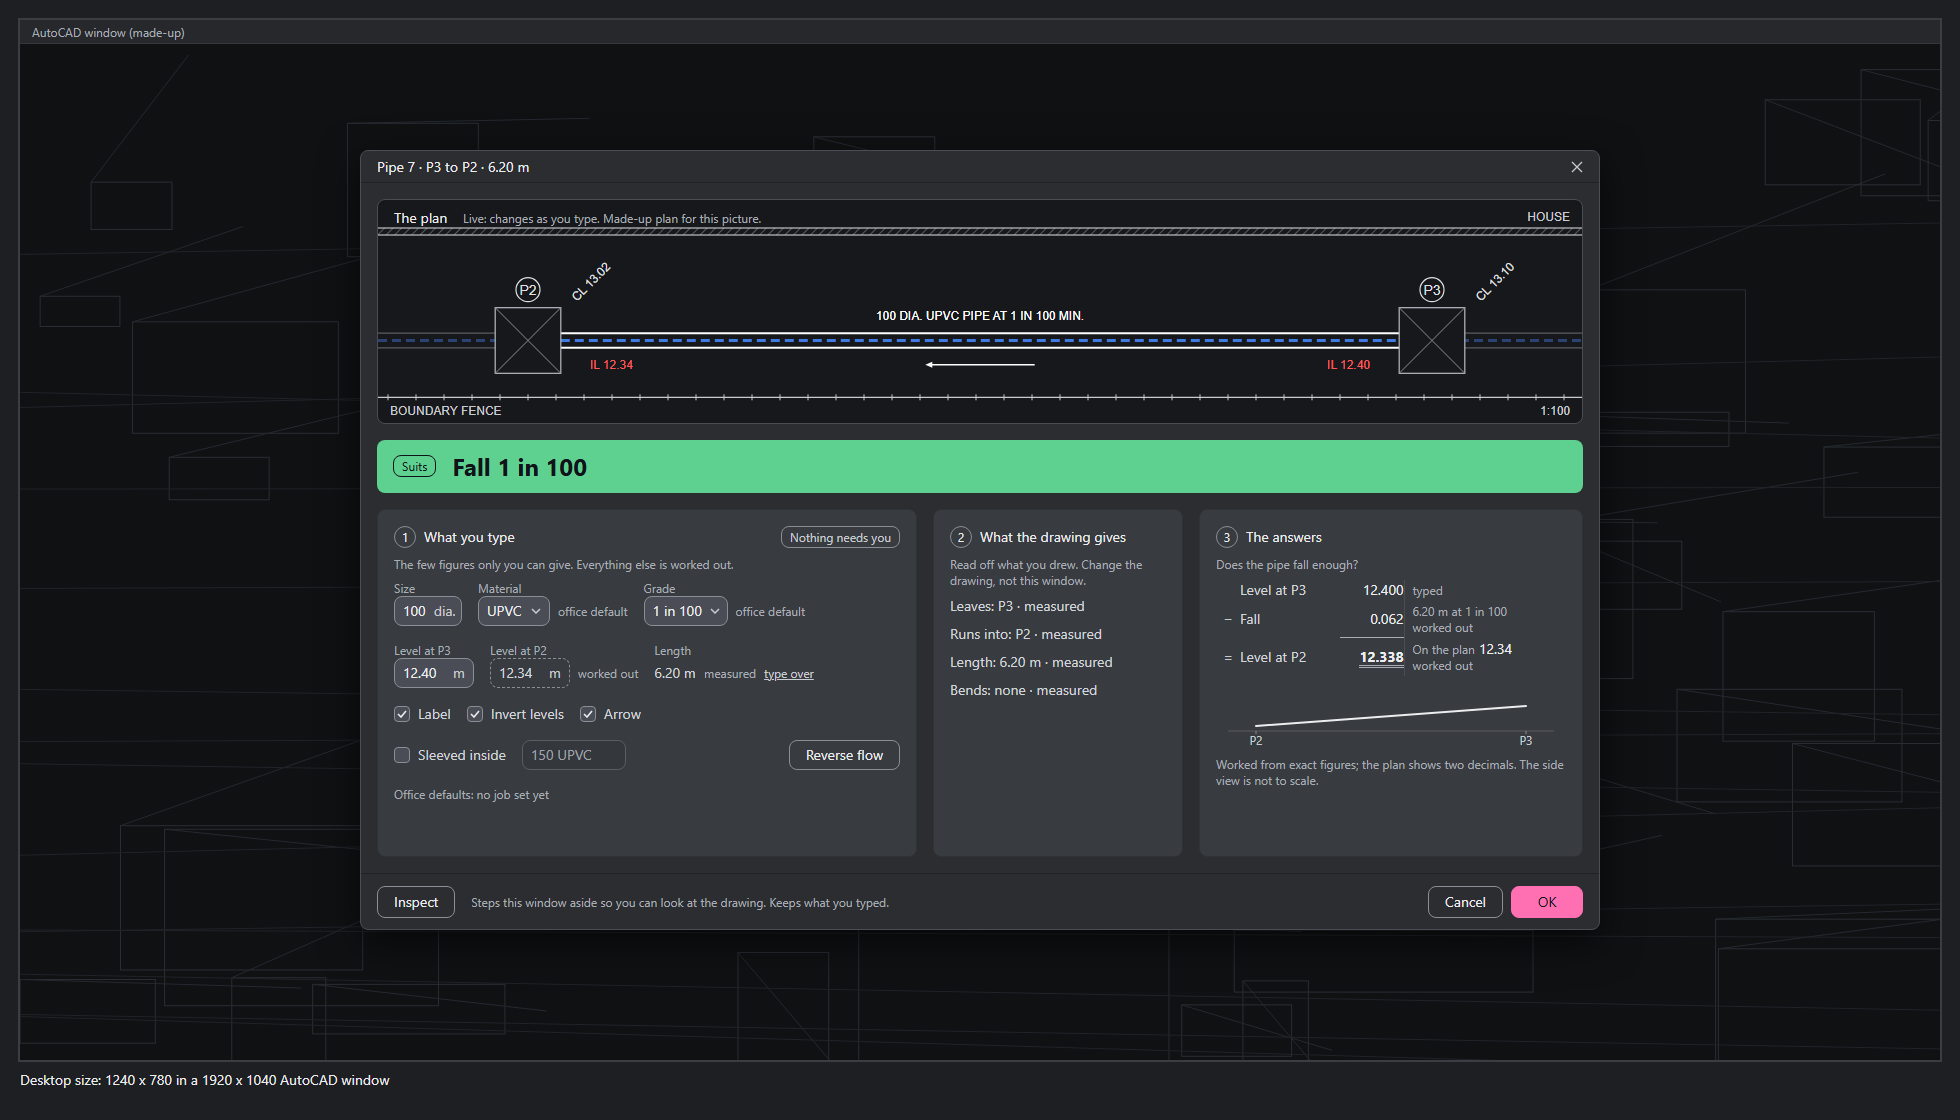 AutoCAD window (made-up)
Pipe 7 · P3 to P2 · 6.20 m
The plan Live: changes as you type. Made-up plan for this picture. HOUSE
P2 CL 13.02 P3 CL 13.10
100 DIA. UPVC PIPE AT 1 IN 100 MIN.
IL 12.34 IL 12.40
BOUNDARY FENCE 1:100
Suits Fall 1 in 100
1 What you type Nothing needs you
The few figures only you can give. Everything else is worked out.
Size Material Grade
100 dia. UPVC office default 1 in 100 office default
Level at P3 Level at P2 Length
12.40 m 12.34 m worked out 6.20 m measured type over
Label Invert levels Arrow
Sleeved inside 150 UPVC Reverse flow
Office defaults: no job set yet
2 What the drawing gives
Read off what you drew. Change the
drawing, not this window.
Leaves: P3 · measured
Runs into: P2 · measured
Length: 6.20 m · measured
Bends: none · measured
3 The answers
Does the pipe fall enough?
Level at P3 12.400 typed
− Fall 0.062 6.20 m at 1 in 100
worked out
= Level at P2 12.338 On the plan 12.34
worked out
P2 P3
Worked from exact figures; the plan shows two decimals. The side
view is not to scale.
Inspect Steps this window aside so you can look at the drawing. Keeps what you typed. Cancel OK
Desktop size: 1240 x 780 in a 1920 x 1040 AutoCAD window